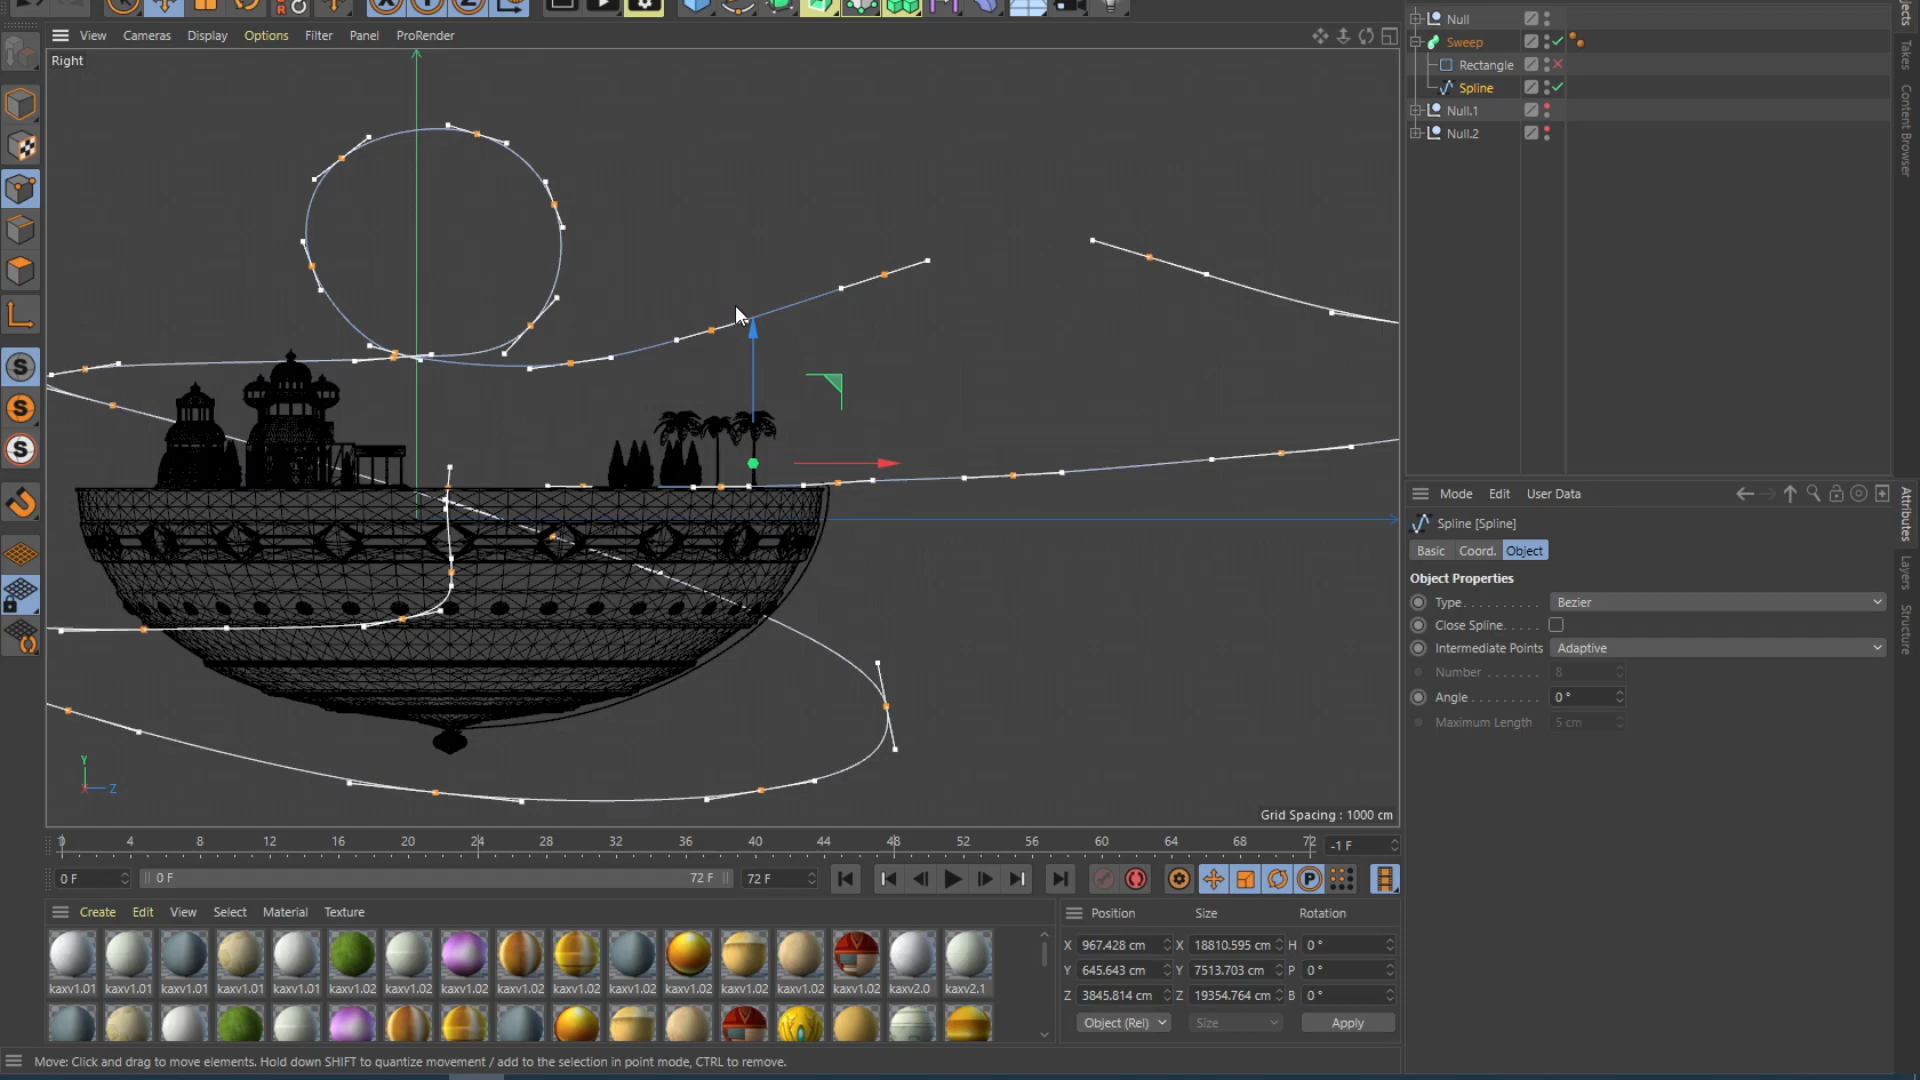 View Cameras Display Options Filter Panel ProRender
Right
Y
X
Z
Grid Spacing : 1000 cm
0 4 8 12 16 20 24 28 32 36 40 44 48 52 56 60 64 68 72 -1 F
0 F 0 F 72 F 72 F
Create Edit View Select Material Texture
kaxv1.01 kaxv1.01 kaxv1.01 kaxv1.01 kaxv1.01 kaxv1.02 kaxv1.02 kaxv1.02 kaxv1.02 kaxv1.02 kaxv1.02 kaxv1.02 kaxv1.02 kaxv1.02 kaxv1.02 kaxv2.0 kaxv2.1
Position Size Rotation
X 967.428 cm X 18810.595 cm H 0 °
Y 645.643 cm Y 7513.703 cm P 0 °
Z 3845.814 cm Z 19354.764 cm B 0 °
Object (Rel) Size Apply
Move: Click and drag to move elements. Hold down SHIFT to quantize movement / add to the selection in point mode, CTRL to remove.
Null
Sweep
Rectangle
Spline
Null.1
Null.2
Mode Edit User Data
Spline [Spline]
Basic Coord. Object
Object Properties
Type . . . . . . . . . . Bezier
Close Spline. . . . .
Intermediate Points Adaptive
Number . . . . . . . 8
Angle . . . . . . . . . 0 °
Maximum Length 5 cm
Takes
Content Browser
Attributes
Layers
Structure